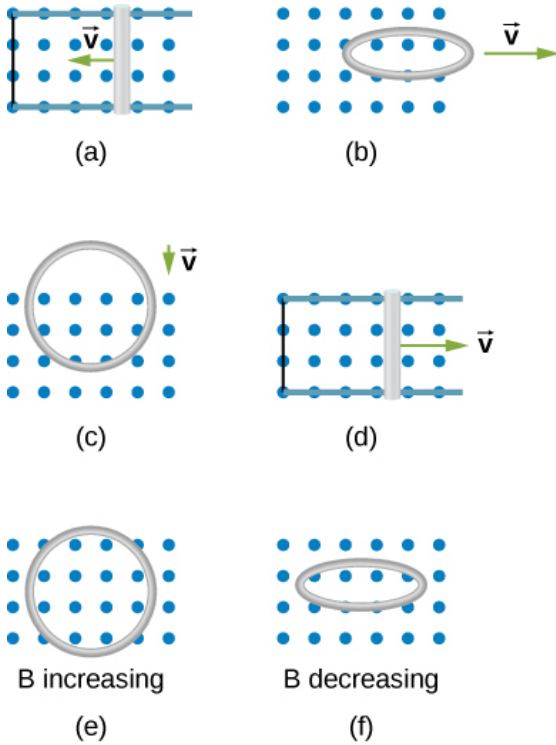 v⃗
v⃗
(a)
(b)
v⃗
v⃗
(c)
(d)
B increasing
B decreasing
(e)
(f)